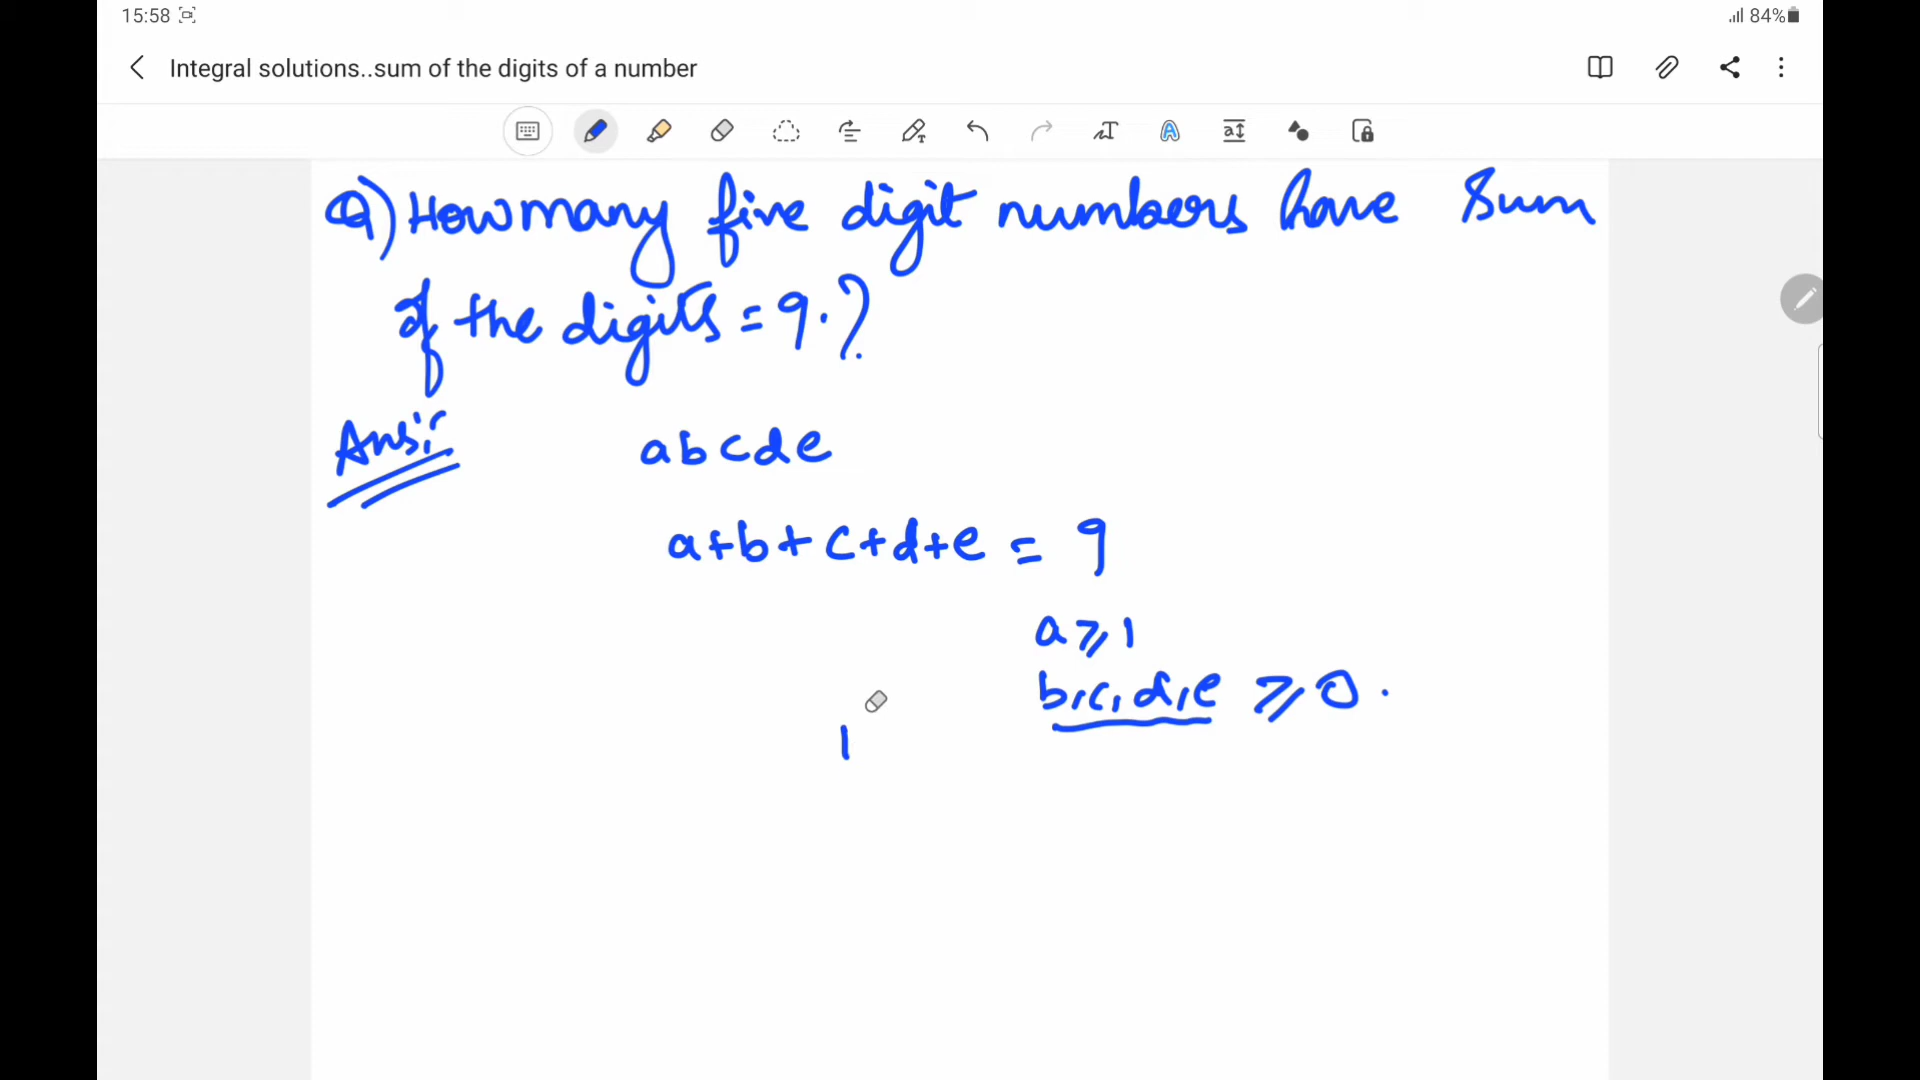 15:58 84%
Integral solutions..sum of the digits of a number
Q) How many five digit numbers have sum
of the digits = 9.?
Ans:
abcde
a+b+c+d+e = 9
a ⩾ 1
b,c,d,e ⩾ 0.
1